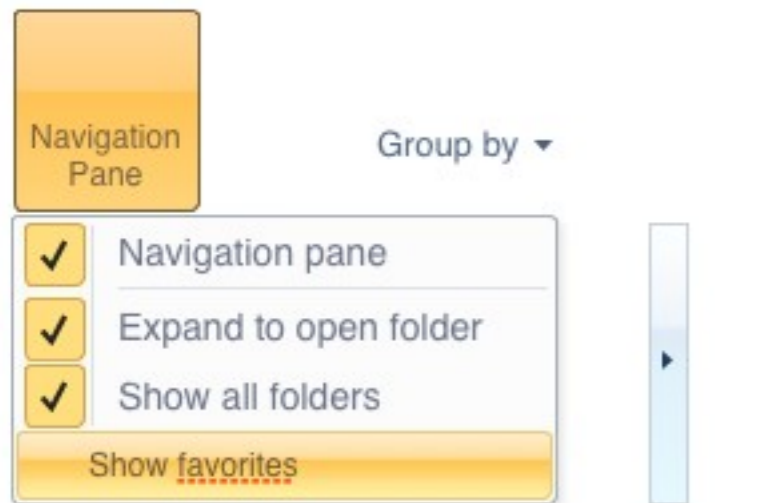 Navigation
Pane
Group by
Navigation pane
Expand to open folder
Show all folders
Show favorites